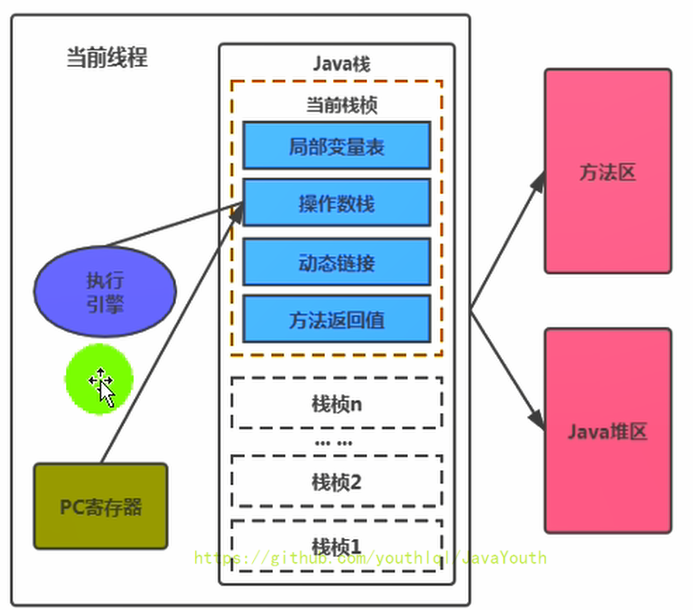 当前线程
Java栈
当前栈桢
局部变量表
操作数栈
动态链接
方法返回值
执行
引擎
PC寄存器
栈桢n
... ...
栈桢2
栈桢1
方法区
Java堆区
https://github.com/youthlql/JavaYouth